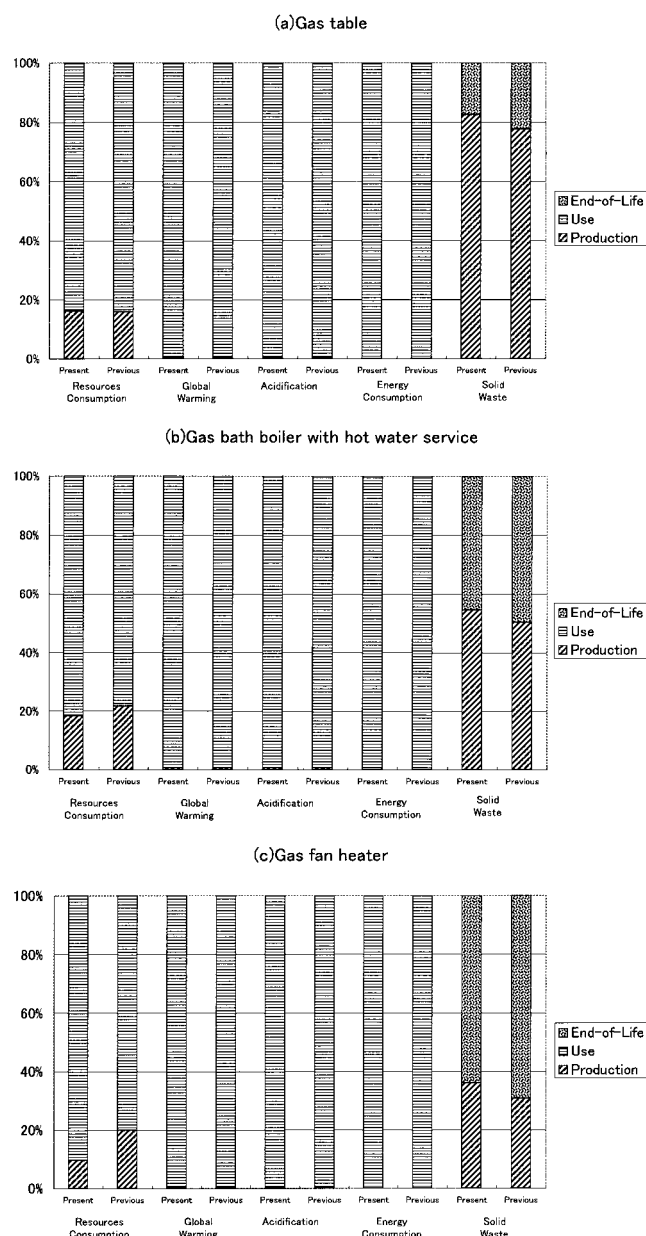 (a)Gas table
100%
80%
60%
40%
20%
0%
End-of-Life
Use
Production
Present Previous Present Previous Present Previous Present Previous Present Previous
Resources Global Acidification Energy Solid
Consumption Warming Consumption Waste
(b)Gas bath boiler with hot water service
100%
80%
60%
40%
20%
0%
End-of-Life
Use
Production
Present Previous Present Previous Present Previous Present Previous Present Previous
Resources Global Acidification Energy Solid
Consumption Warming Consumption Waste
(c)Gas fan heater
100%
80%
60%
40%
20%
0%
End-of-Life
Use
Production
Present Previous Present Previous Present Previous Present Previous Present Previous
Resources Global Acidification Energy Solid
Consumption Warming Consumption Waste